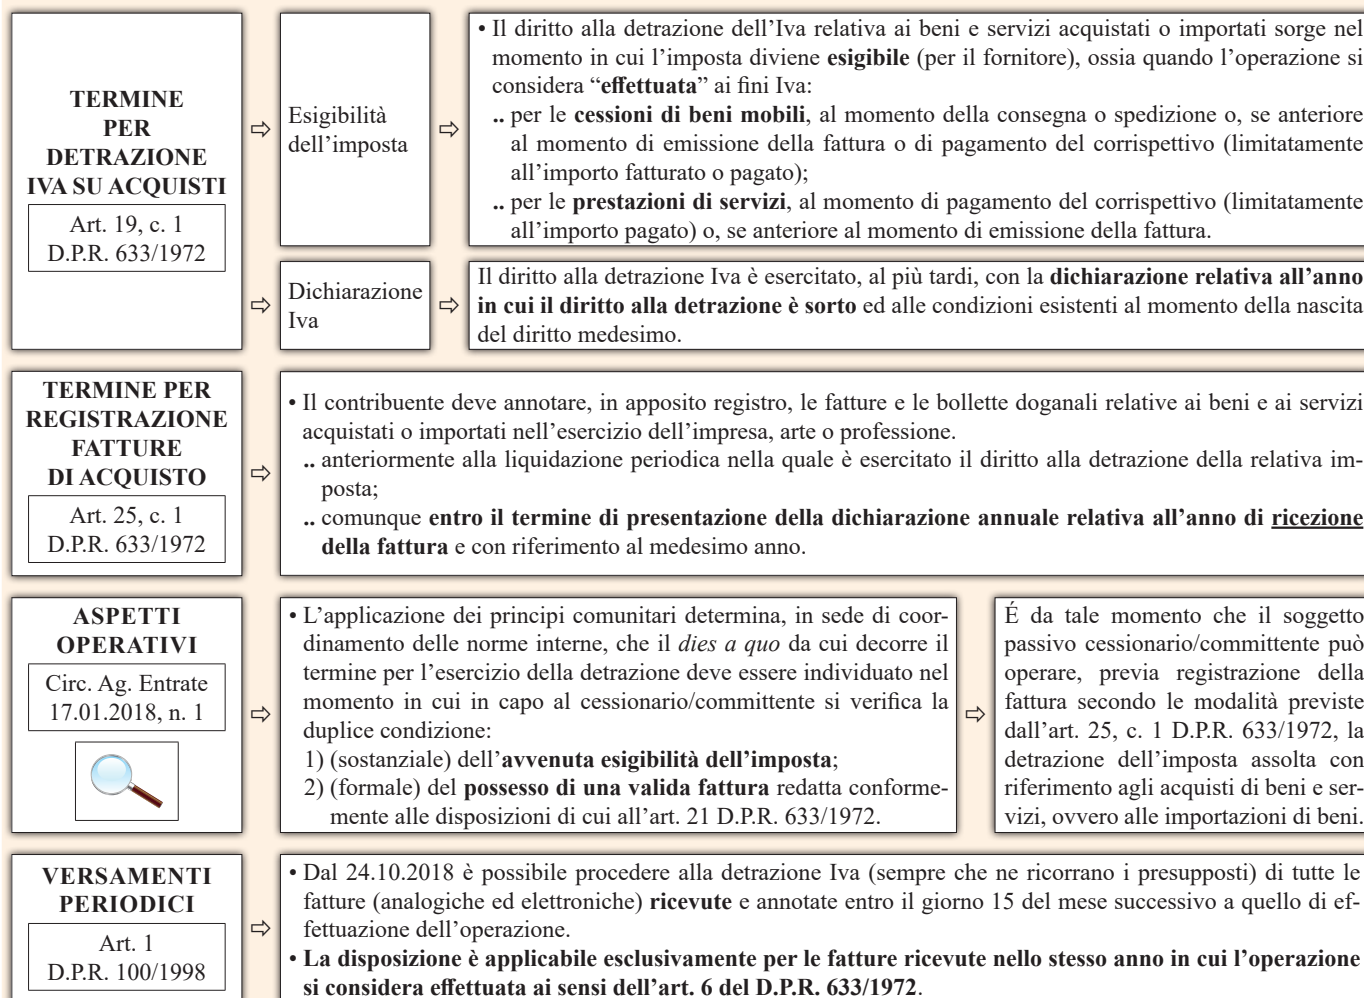 TERMINE
PER
DETRAZIONE
IVA SU ACQUISTI
Art. 19, c. 1
D.P.R. 633/1972
⇨
Esigibilità
dell’imposta
⇨
• Il diritto alla detrazione dell’Iva relativa ai beni e servizi acquistati o importati sorge nel
momento in cui l’imposta diviene esigibile (per il fornitore), ossia quando l’operazione si
considera “effettuata” ai fini Iva:
.. per le cessioni di beni mobili, al momento della consegna o spedizione o, se anteriore
al momento di emissione della fattura o di pagamento del corrispettivo (limitatamente
all’importo fatturato o pagato);
.. per le prestazioni di servizi, al momento di pagamento del corrispettivo (limitatamente
all’importo pagato) o, se anteriore al momento di emissione della fattura.
⇨
Dichiarazione
Iva
⇨
Il diritto alla detrazione Iva è esercitato, al più tardi, con la dichiarazione relativa all’anno
in cui il diritto alla detrazione è sorto ed alle condizioni esistenti al momento della nascita
del diritto medesimo.
TERMINE PER
REGISTRAZIONE
FATTURE
DI ACQUISTO
Art. 25, c. 1
D.P.R. 633/1972
⇨
• Il contribuente deve annotare, in apposito registro, le fatture e le bollette doganali relative ai beni e ai servizi
acquistati o importati nell’esercizio dell’impresa, arte o professione.
.. anteriormente alla liquidazione periodica nella quale è esercitato il diritto alla detrazione della relativa im-
posta;
.. comunque entro il termine di presentazione della dichiarazione annuale relativa all’anno di ricezione
della fattura e con riferimento al medesimo anno.
ASPETTI
OPERATIVI
Circ. Ag. Entrate
17.01.2018, n. 1
⇨
• L’applicazione dei principi comunitari determina, in sede di coor-
dinamento delle norme interne, che il dies a quo da cui decorre il
termine per l’esercizio della detrazione deve essere individuato nel
momento in cui in capo al cessionario/committente si verifica la
duplice condizione:
1) (sostanziale) dell’avvenuta esigibilità dell’imposta;
2) (formale) del possesso di una valida fattura redatta conforme-
mente alle disposizioni di cui all’art. 21 D.P.R. 633/1972.
⇨
É da tale momento che il soggetto
passivo cessionario/committente può
operare, previa registrazione della
fattura secondo le modalità previste
dall’art. 25, c. 1 D.P.R. 633/1972, la
detrazione dell’imposta assolta con
riferimento agli acquisti di beni e ser-
vizi, ovvero alle importazioni di beni.
VERSAMENTI
PERIODICI
Art. 1
D.P.R. 100/1998
⇨
• Dal 24.10.2018 è possibile procedere alla detrazione Iva (sempre che ne ricorrano i presupposti) di tutte le
fatture (analogiche ed elettroniche) ricevute e annotate entro il giorno 15 del mese successivo a quello di ef-
fettuazione dell’operazione.
• La disposizione è applicabile esclusivamente per le fatture ricevute nello stesso anno in cui l’operazione
si considera effettuata ai sensi dell’art. 6 del D.P.R. 633/1972.